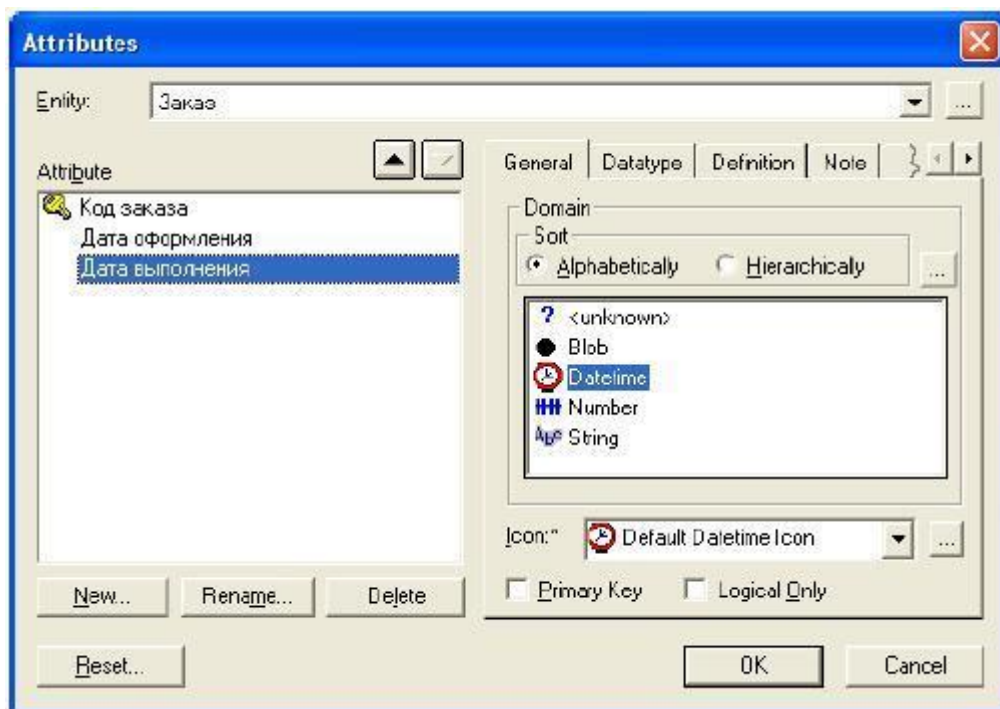 Attributes
Entity: Заказ ...
Attribute
Код заказа
Дата оформления
Дата выполнения
New... Rename... Delete
General Datatype Definition Note
Domain
Sort
Alphabetically Hierarchically ...
? <unknown>
Blob
Datetime
Number
String
Icon:* Default Datetime Icon ...
Primary Key Logical Only
Reset... OK Cancel